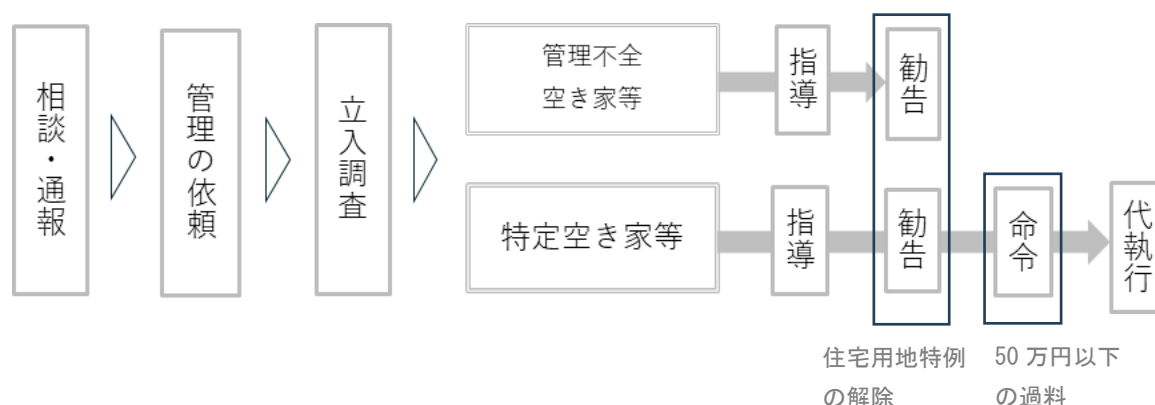 相談・通報
管理の依頼
立入調査
管理不全
空き家等
指導
勧告
特定空き家等
指導
勧告
命令
代執行
住宅用地特例
の解除
50 万円以下
の過料